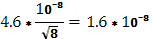 4.6 * 10⁻⁸/√8 = 1.6 * 10⁻⁸